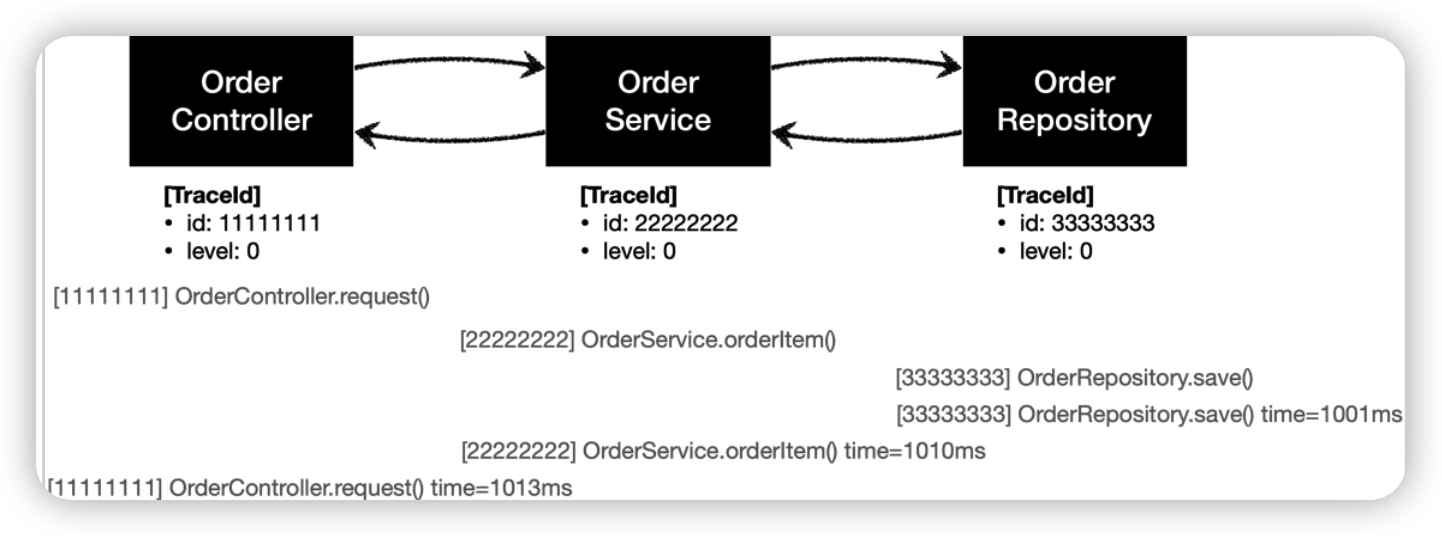 Order
Controller
Order
Service
Order
Repository
[TraceId]
• id: 11111111
• level: 0
[TraceId]
• id: 22222222
• level: 0
[TraceId]
• id: 33333333
• level: 0
[11111111] OrderController.request()
[22222222] OrderService.orderItem()
[33333333] OrderRepository.save()
[33333333] OrderRepository.save() time=1001ms
[22222222] OrderService.orderItem() time=1010ms
[11111111] OrderController.request() time=1013ms